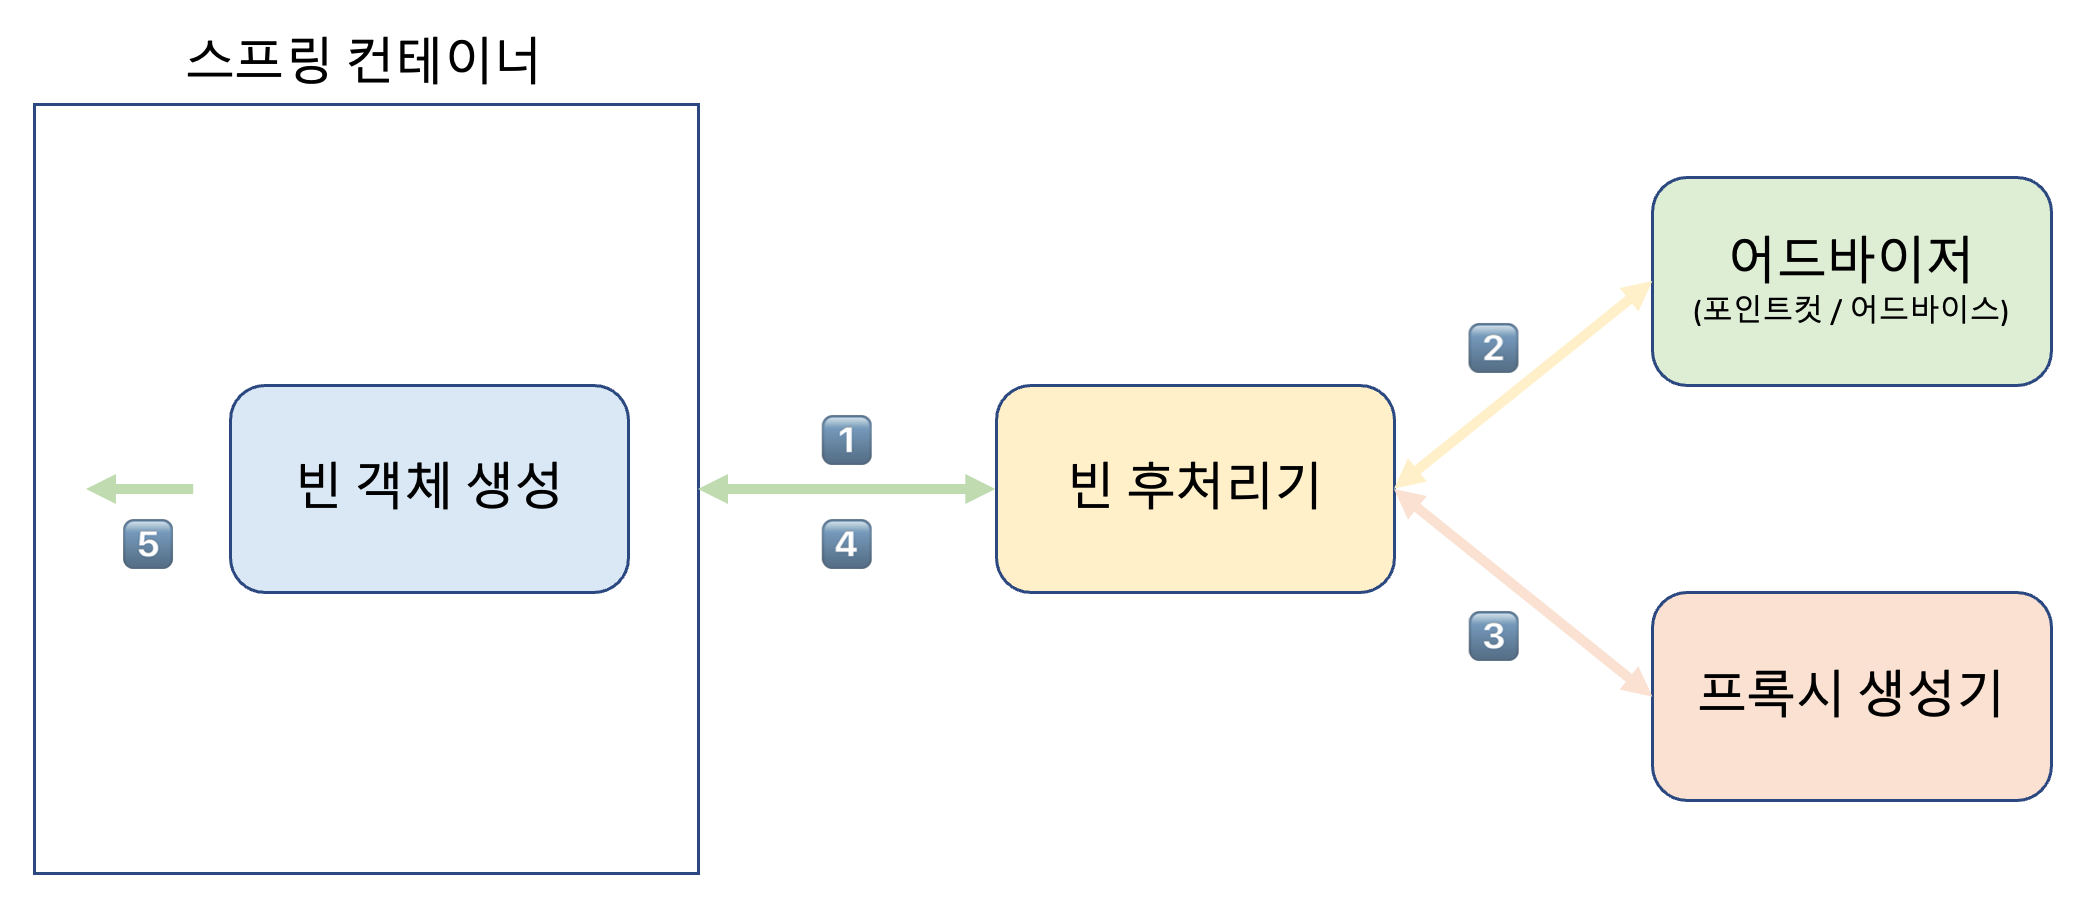 스프링 컨테이너
빈 객체 생성
5
1
4
빈 후처리기
2
3
어드바이저
(포인트컷 / 어드바이스)
프록시 생성기